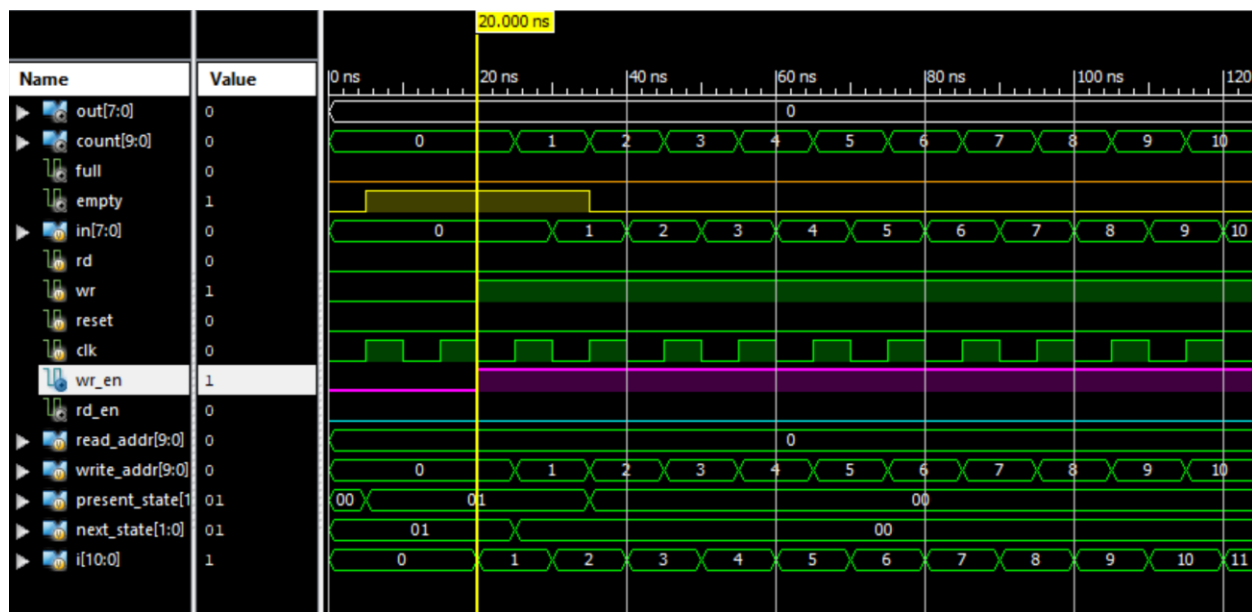 20.000 ns
Name Value 0 ns 20 ns 40 ns 60 ns 80 ns 100 ns 120
out[7:0] 0 0
count[9:0] 0 0 1 2 3 4 5 6 7 8 9 10
full 0
empty 1
in[7:0] 0 0 1 2 3 4 5 6 7 8 9 10
rd 0
wr 1
reset 0
clk 0
wr_en 1
rd_en 0
read_addr[9:0] 0 0
write_addr[9:0] 0 0 1 2 3 4 5 6 7 8 9 10
present_state[1 01 00 01 00
next_state[1:0] 01 01 00
i[10:0] 1 0 1 2 3 4 5 6 7 8 9 10 11